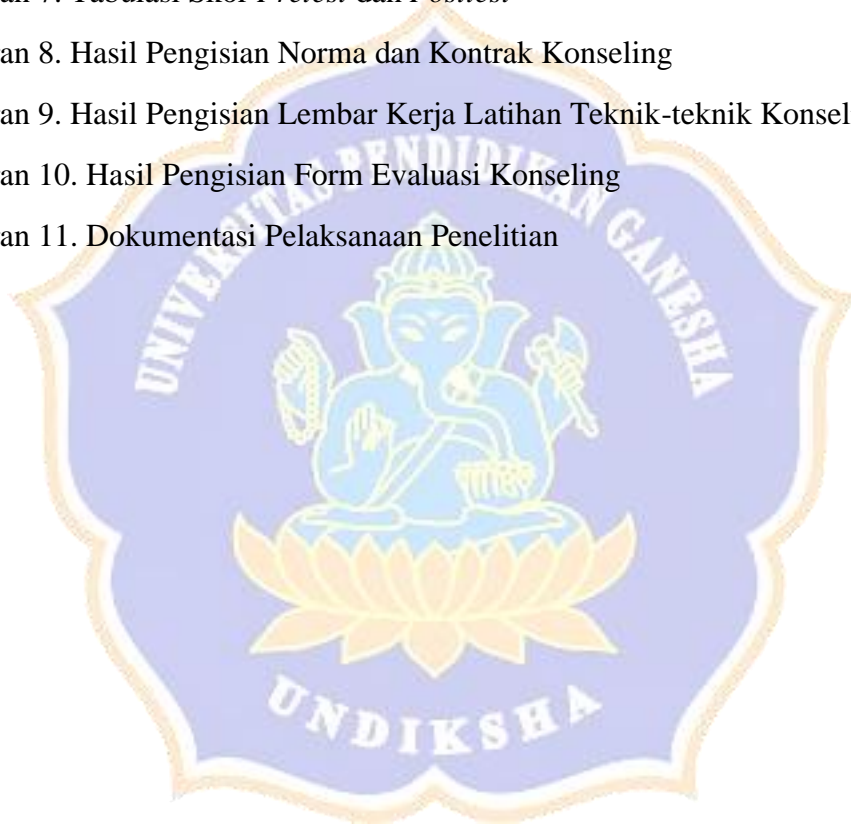 an 7. Tabulasi Skor Pretest dan Posttest
an 8. Hasil Pengisian Norma dan Kontrak Konseling
an 9. Hasil Pengisian Lembar Kerja Latihan Teknik-teknik Konsel
an 10. Hasil Pengisian Form Evaluasi Konseling
an 11. Dokumentasi Pelaksanaan Penelitian
UNIVERSITAS PENDIDIKAN GANESHA
UNDIKSHA